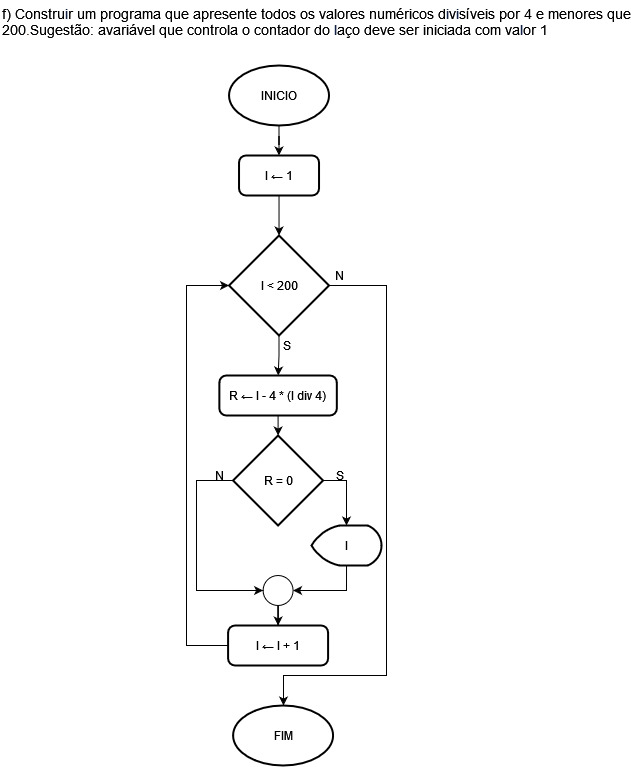 f) Construir um programa que apresente todos os valores numéricos divisíveis por 4 e menores que
200.Sugestão: avariável que controla o contador do laço deve ser iniciada com valor 1
INICIO
I ← 1
I < 200
N
S
R ← I - 4 * (I div 4)
N
R = 0
S
I
I ← I + 1
FIM